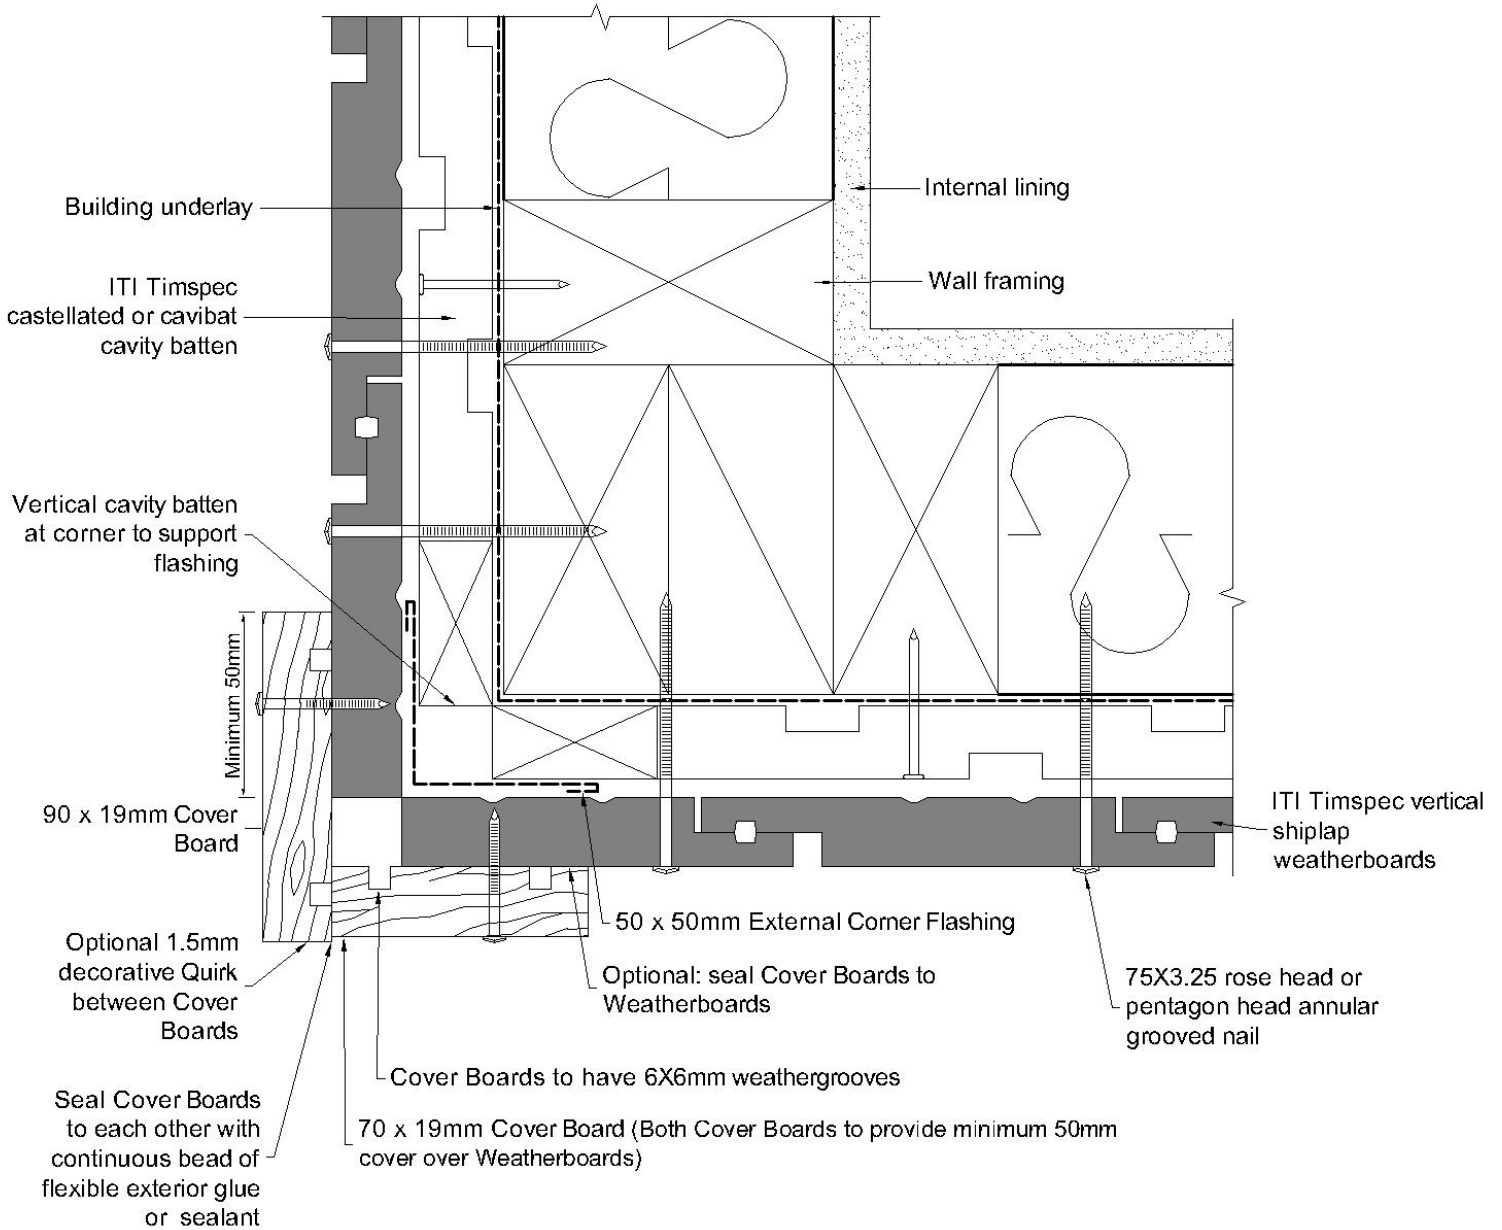 Building underlay
Internal lining
ITI Timspec
castellated or cavibat
cavity batten
Wall framing
Vertical cavity batten
at corner to support
flashing
Minimum 50mm
90 x 19mm Cover
Board
ITI Timspec vertical
shiplap
weatherboards
50 x 50mm External Corner Flashing
Optional 1.5mm
decorative Quirk
between Cover
Boards
Optional: seal Cover Boards to
Weatherboards
75X3.25 rose head or
pentagon head annular
grooved nail
Cover Boards to have 6X6mm weathergrooves
Seal Cover Boards
to each other with
continuous bead of
flexible exterior glue
or sealant
70 x 19mm Cover Board (Both Cover Boards to provide minimum 50mm
cover over Weatherboards)